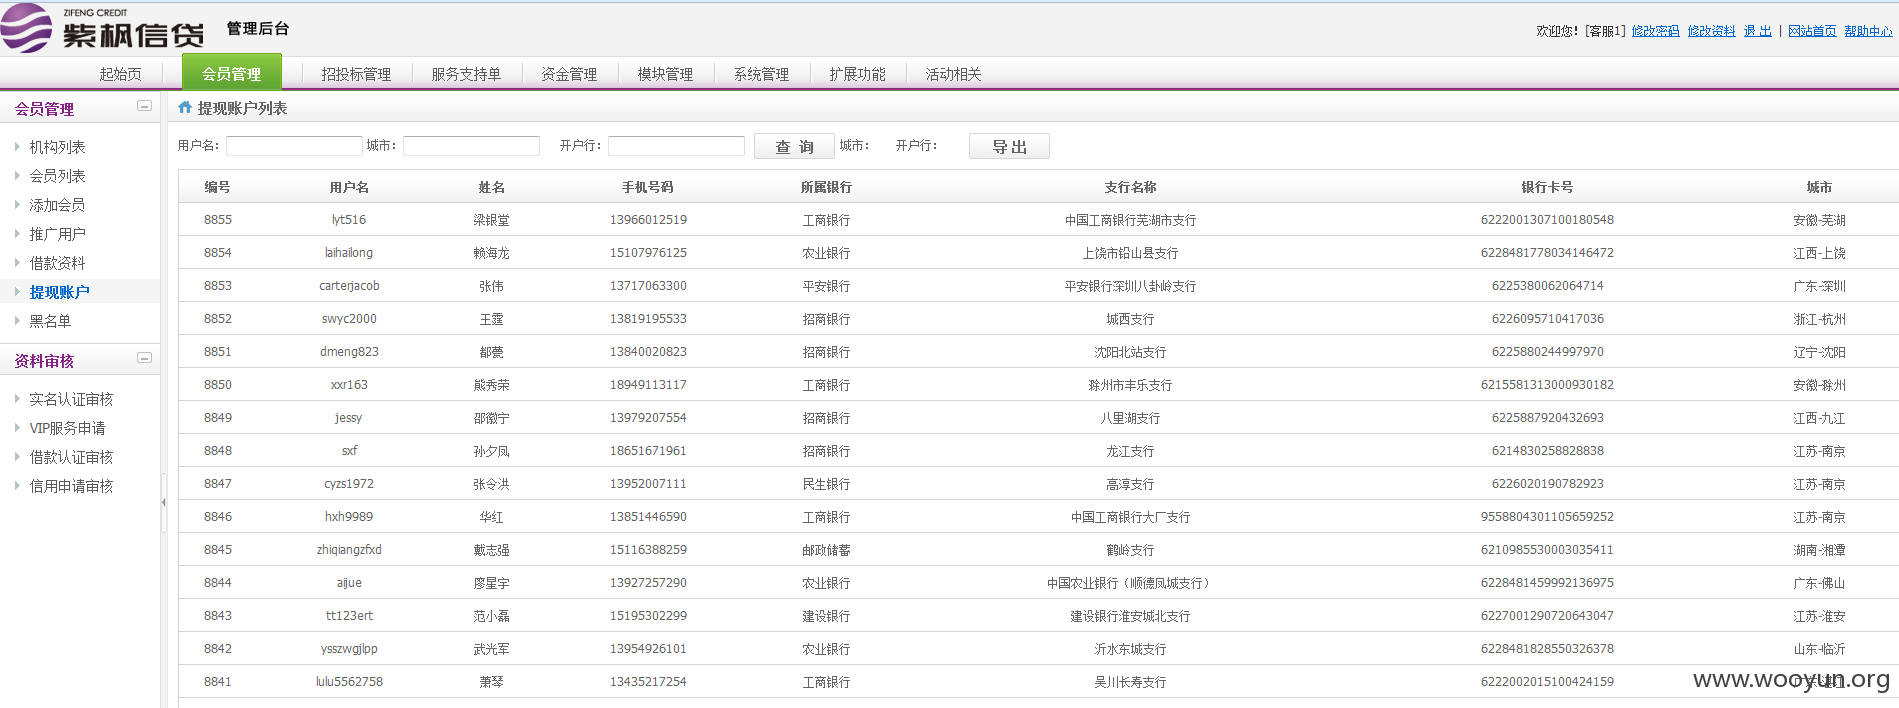 ZIFENG CREDIT
紫枫信贷 管理后台
欢迎您！[客服1] 修改密码 修改资料 退 出 | 网站首页 帮助中心
起始页 会员管理 招投标管理 服务支持单 资金管理 模块管理 系统管理 扩展功能 活动相关
会员管理
机构列表
会员列表
添加会员
推广用户
借款资料
提现账户
黑名单
资料审核
实名认证审核
VIP服务申请
借款认证审核
信用申请审核
提现账户列表
用户名： 城市： 开户行： 查 询 城市： 开户行： 导 出
编号 用户名 姓名 手机号码 所属银行 支行名称 银行卡号 城市
8855 lyt516 梁银堂 13966012519 工商银行 中国工商银行芜湖市支行 6222001307100180548 安徽-芜湖
8854 laihailong 赖海龙 15107976125 农业银行 上饶市铅山县支行 6228481778034146472 江西-上饶
8853 carterjacob 张伟 13717063300 平安银行 平安银行深圳八卦岭支行 6225380062064714 广东-深圳
8852 swyc2000 王霆 13819195533 招商银行 城西支行 6226095710417036 浙江-杭州
8851 dmeng823 都甍 13840020823 招商银行 沈阳北站支行 6225880244997970 辽宁-沈阳
8850 xxr163 熊秀荣 18949113117 工商银行 滁州市丰乐支行 6215581313000930182 安徽-滁州
8849 jessy 邵徽宁 13979207554 招商银行 八里湖支行 6225887920432693 江西-九江
8848 sxf 孙夕凤 18651671961 招商银行 龙江支行 6214830258828838 江苏-南京
8847 cyzs1972 张令洪 13952007111 民生银行 高淳支行 6226020190782923 江苏-南京
8846 hxh9989 华红 13851446590 工商银行 中国工商银行大厂支行 9558804301105659252 江苏-南京
8845 zhiqiangzfxd 戴志强 15116388259 邮政储蓄 鹤岭支行 6210985530003035411 湖南-湘潭
8844 aijue 廖星宇 13927257290 农业银行 中国农业银行（顺德凤城支行） 6228481459992136975 广东-佛山
8843 tt123ert 范小磊 15195302299 建设银行 建设银行淮安城北支行 6227001290720643047 江苏-淮安
8842 ysszwgjlpp 武光军 13954926101 农业银行 沂水东城支行 6228481828550326378 山东-临沂
8841 lulu5562758 萧琴 13435217254 工商银行 吴川长寿支行 6222002015100424159
www.wooyun.org